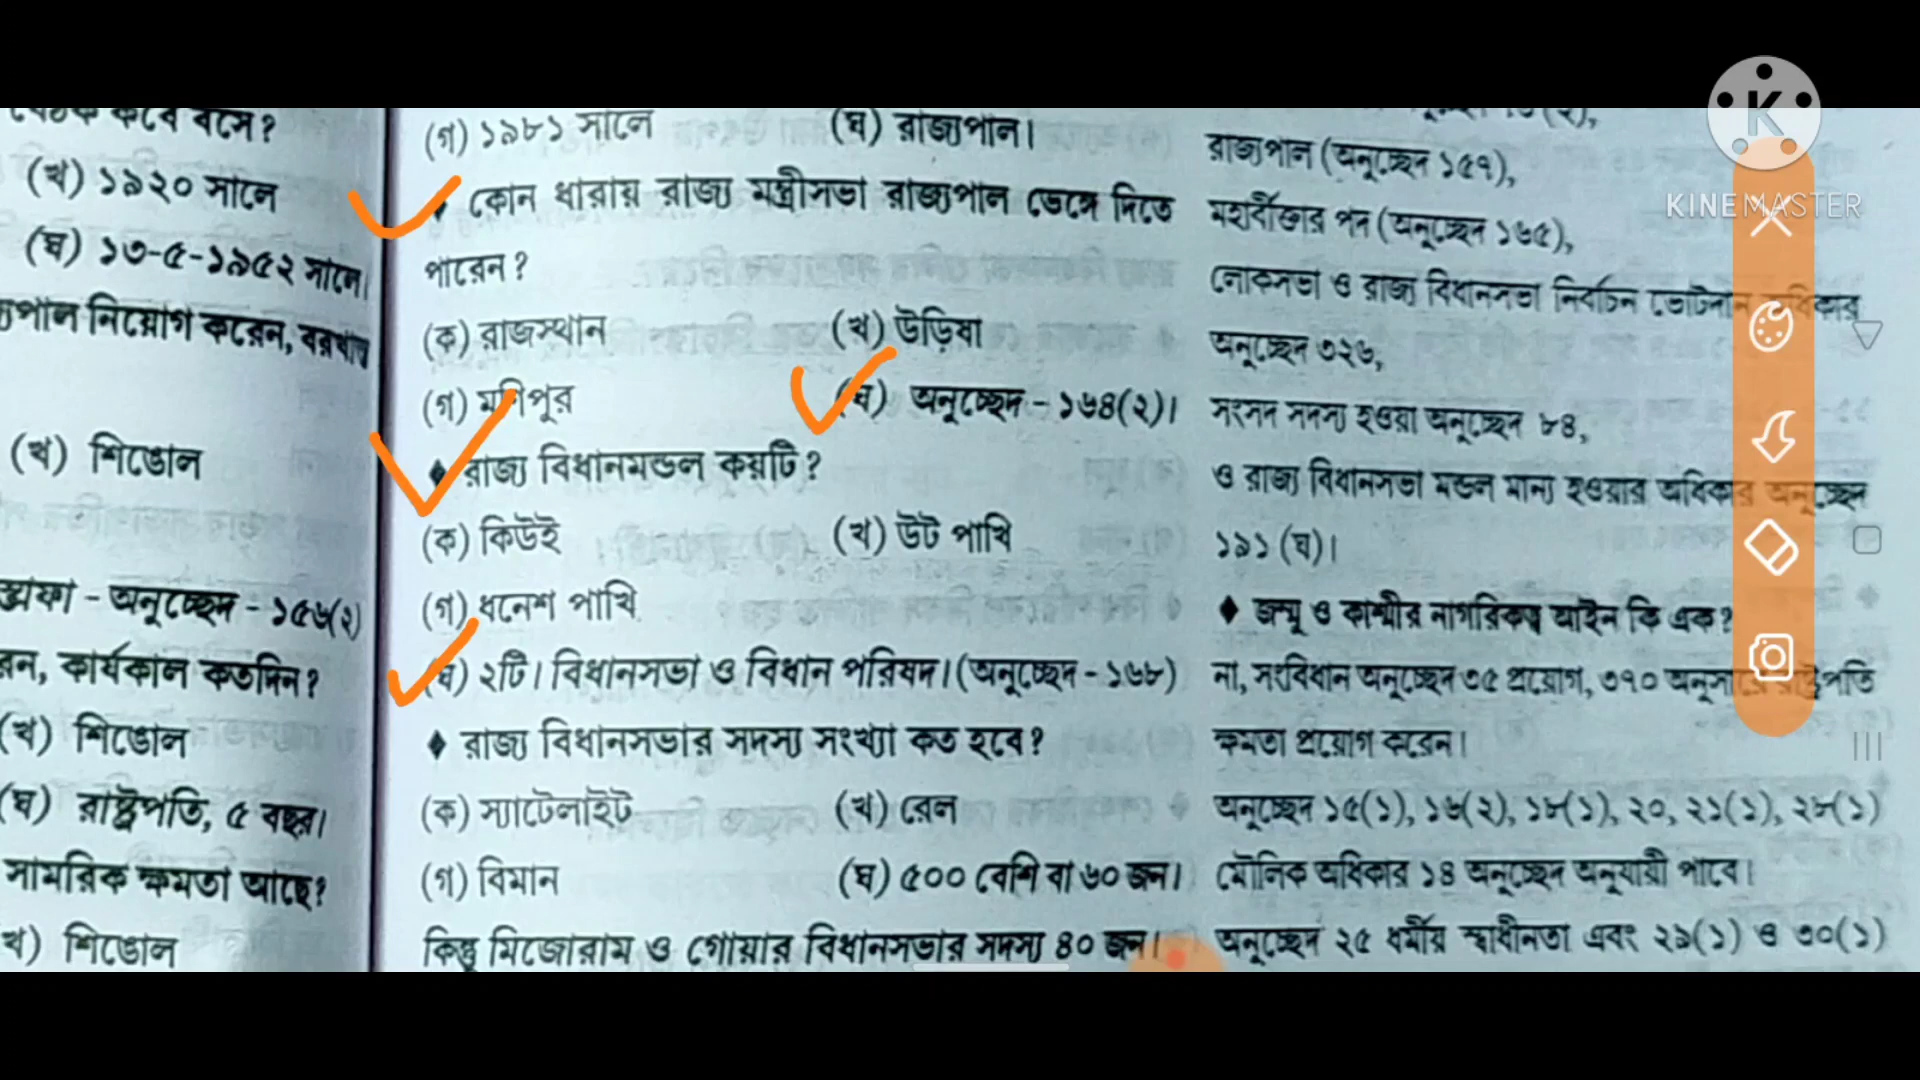 কবে বসে?
(খ) ১৯২০ সালে
(ঘ) ১৩-৫-১৯৫২ সালে।
নিয়োগ করেন, বরখাস্ত
(খ) শিঙোল
- অনুচ্ছেদ - ১৫৬(২)
কার্যকাল কতদিন?
(খ) শিঙোল
(ঘ) রাষ্ট্রপতি, ৫ বছর।
সামরিক ক্ষমতা আছে?
খ) শিঙোল
(গ) ১৯৮১ সালে (ঘ) রাজ্যপাল।
♦ কোন ধারায় রাজ্য মন্ত্রীসভা রাজ্যপাল ভেঙ্গে দিতে
পারেন?
(ক) রাজস্থান (খ) উড়িষা
(গ) মণিপুর (ঘ) অনুচ্ছেদ - ১৬৪(২)।
♦ রাজ্য বিধানমন্ডল কয়টি?
(ক) কিউই (খ) উট পাখি
(গ) ধনেশ পাখি
(ঘ) ২টি। বিধানসভা ও বিধান পরিষদ। (অনুচ্ছেদ - ১৬৮)
♦ রাজ্য বিধানসভার সদস্য সংখ্যা কত হবে?
(ক) স্যাটেলাইট (খ) রেল
(গ) বিমান (ঘ) ৫০০ বেশি বা ৬০ জন।
কিন্তু মিজোরাম ও গোয়ার বিধানসভার সদস্য ৪০ জন।
রাজ্যপাল (অনুচ্ছেদ ১৫৭),
পদ (অনুচ্ছেদ ১৬৫),
লোকসভা ও রাজ্য বিধানসভা নির্বাচন ভোটদান অধিকার
অনুচ্ছেদ ৩২৬,
সংসদ সদস্য হওয়া অনুচ্ছেদ ৮৪,
ও রাজ্য বিধানসভা মন্ডল মান্য হওয়ার অধিকার অনুচ্ছেদ
১৯১ (ঘ)।
♦ জম্মু ও কাশ্মীর নাগরিকত্ব আইন কি এক?
না, সংবিধান অনুচ্ছেদ ৩৫ প্রয়োগ, ৩৭০ অনুসারে রাষ্ট্রপতি
ক্ষমতা প্রয়োগ করেন।
অনুচ্ছেদ ১৫(১), ১৬(২), ১৮(১), ২০, ২১(১), ২৮(১)
মৌলিক অধিকার ১৪ অনুচ্ছেদ অনুযায়ী পাবে।
অনুচ্ছেদ ২৫ ধর্মীয় স্বাধীনতা এবং ২৯(১) ও ৩০(১)
K
KINEMASTER